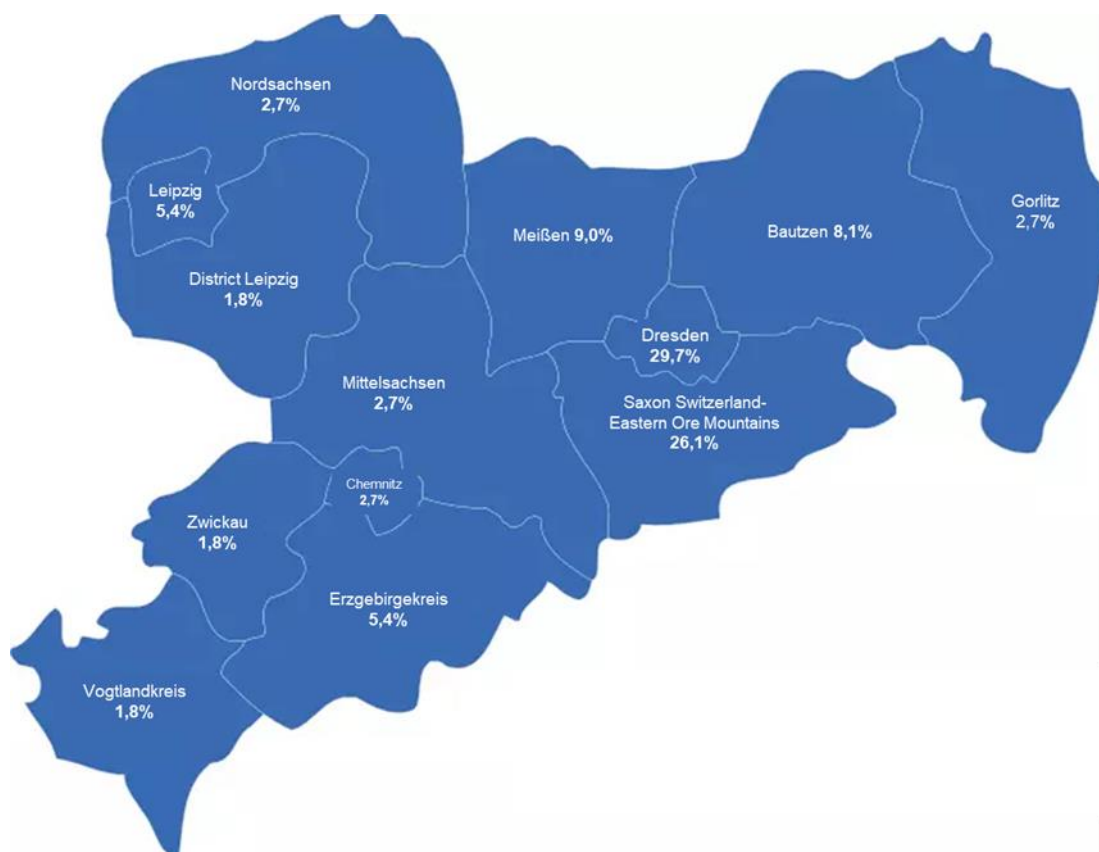 Nordsachsen
2,7%
Leipzig
5,4%
District Leipzig
1,8%
Meißen 9,0%
Bautzen 8,1%
Gorlitz
2,7%
Dresden
29,7%
Mittelsachsen
2,7%
Saxon Switzerland-
Eastern Ore Mountains
26,1%
Chemnitz
2,7%
Zwickau
1,8%
Erzgebirgekreis
5,4%
Vogtlandkreis
1,8%